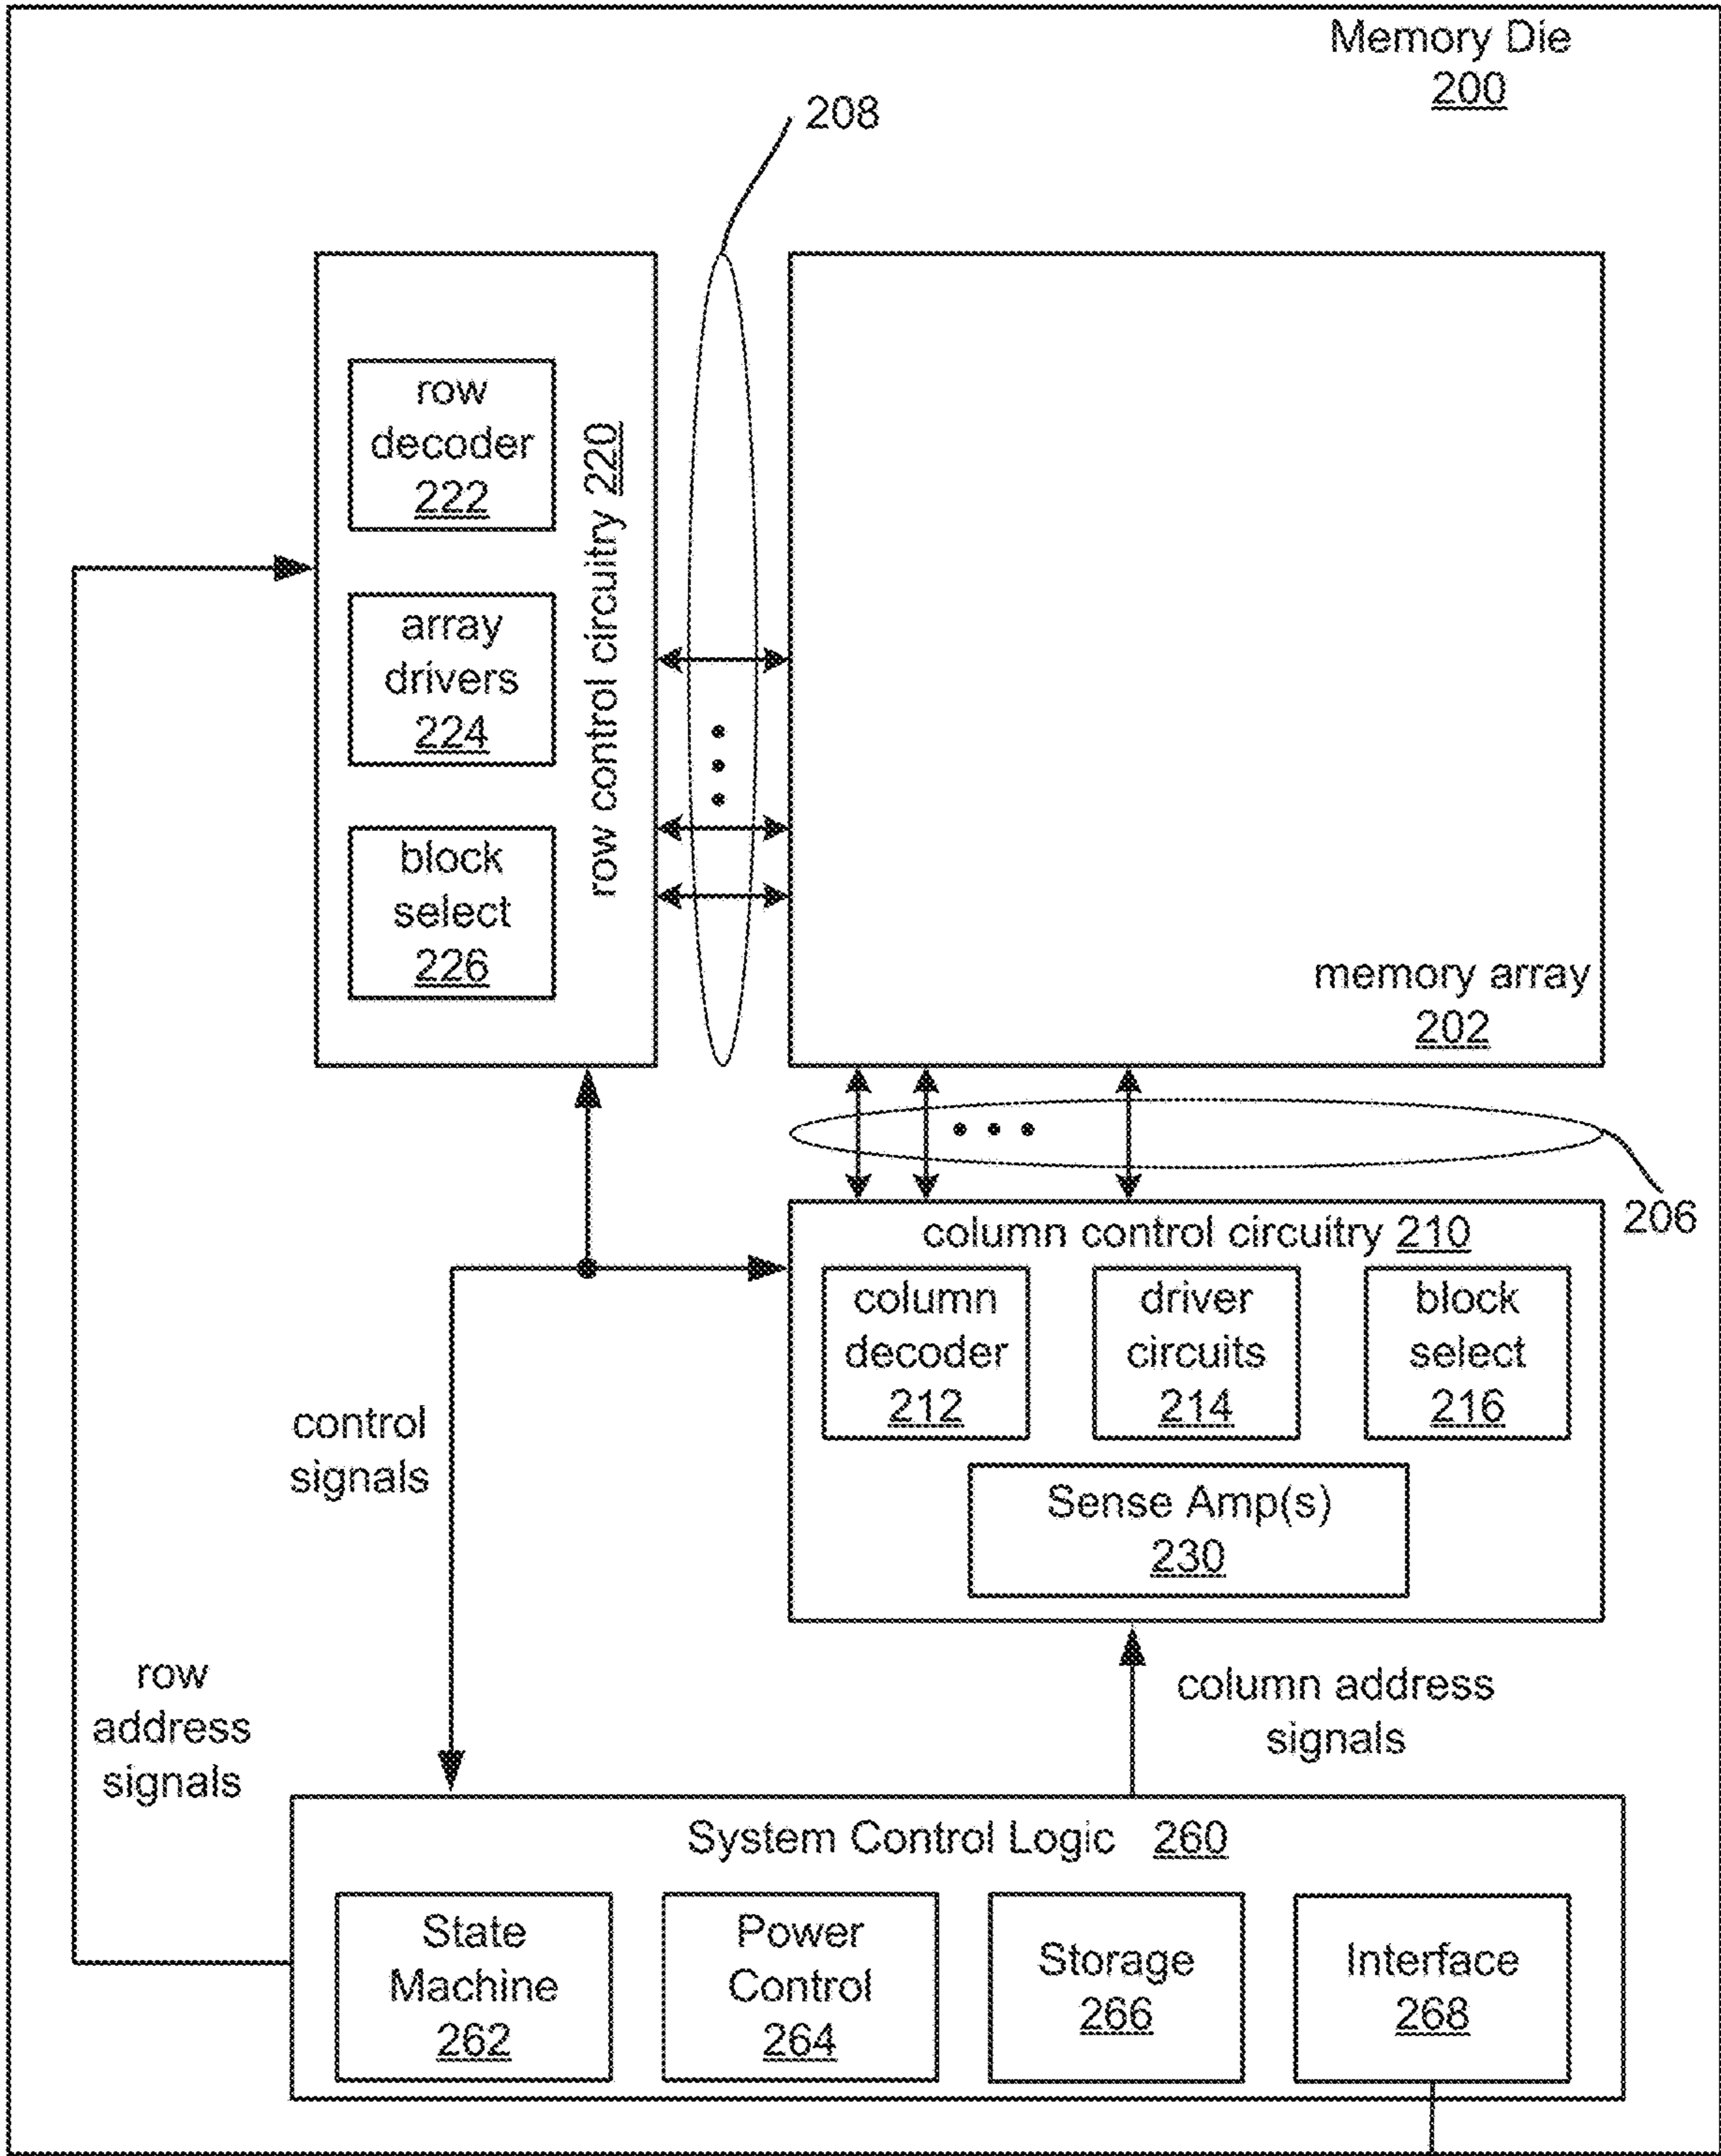 Memory Die
200
208
row
decoder
222
array
drivers
224
block
select
226
row control circuitry 220
memory array
202
206
column control circuitry 210
column
decoder
212
driver
circuits
214
block
select
216
Sense Amp(s)
230
control
signals
row
address
signals
column address
signals
System Control Logic 260
State
Machine
262
Power
Control
264
Storage
266
Interface
268